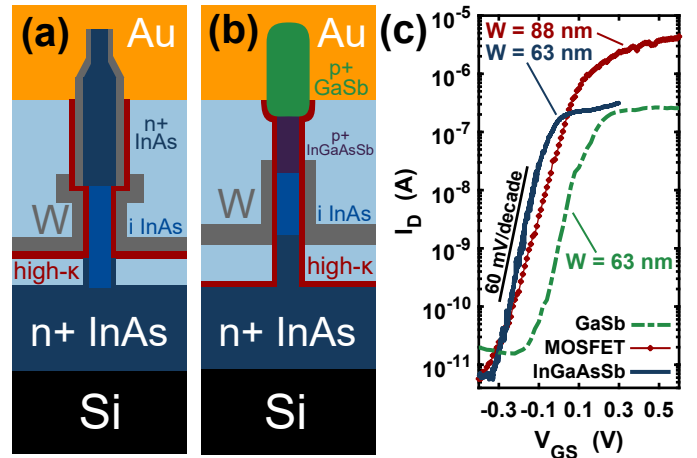 (a)
Au
n+
InAs
W
i InAs
high-κ
n+ InAs
Si
(b)
Au
p+
GaSb
p+
InGaAsSb
W
i InAs
high-κ
n+ InAs
Si
(c)
I_D (A)
10⁻⁵
10⁻⁶
10⁻⁷
10⁻⁸
10⁻⁹
10⁻¹⁰
10⁻¹¹
W = 88 nm
W = 63 nm
60 mV/decade
W = 63 nm
GaSb
MOSFET
InGaAsSb
-0.3 -0.1 0.1 0.3 0.5
V_GS (V)